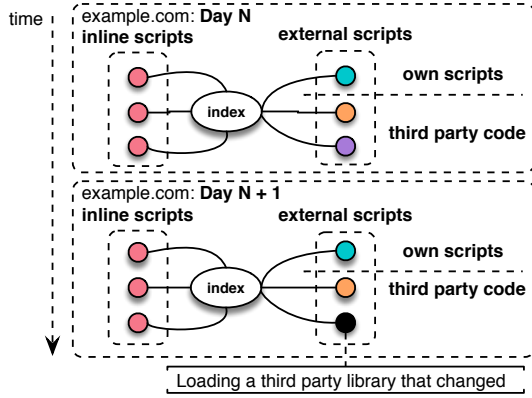 time
example.com: Day N
inline scripts
external scripts
own scripts
index
third party code
example.com: Day N + 1
inline scripts
external scripts
own scripts
index
third party code
Loading a third party library that changed